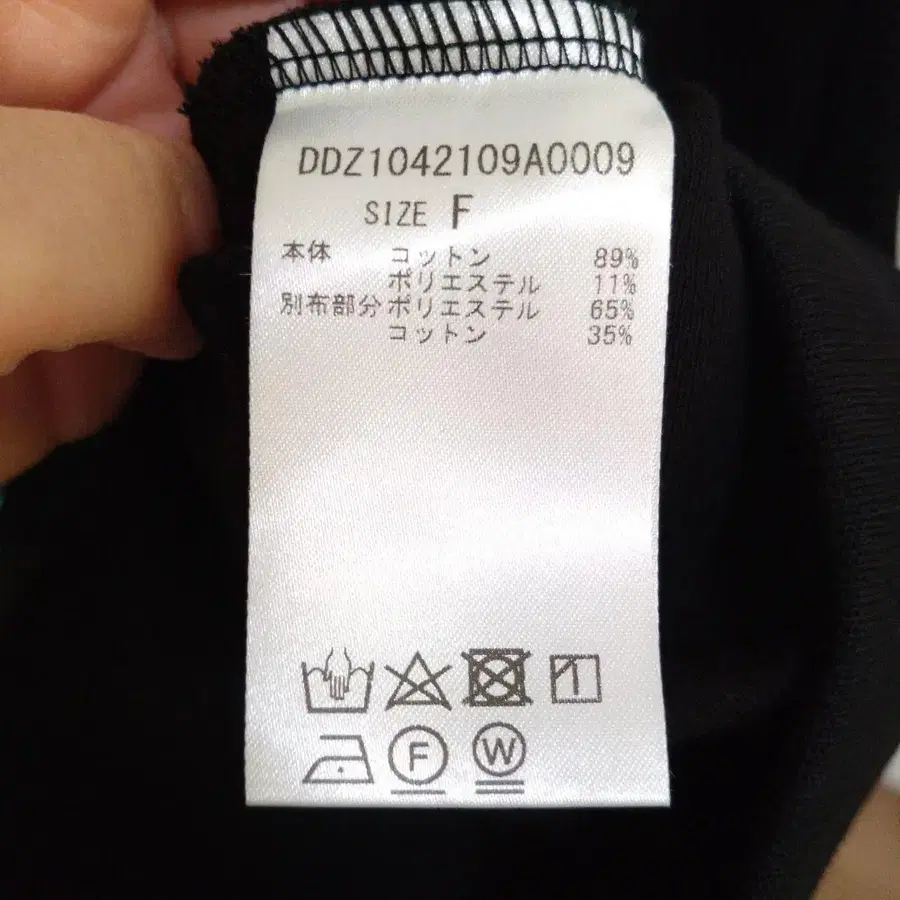 DDZ1042109A0009
SIZE F
本体 コットン 89%
ポリエステル 11%
別布部分 ポリエステル 65%
コットン 35%
F W